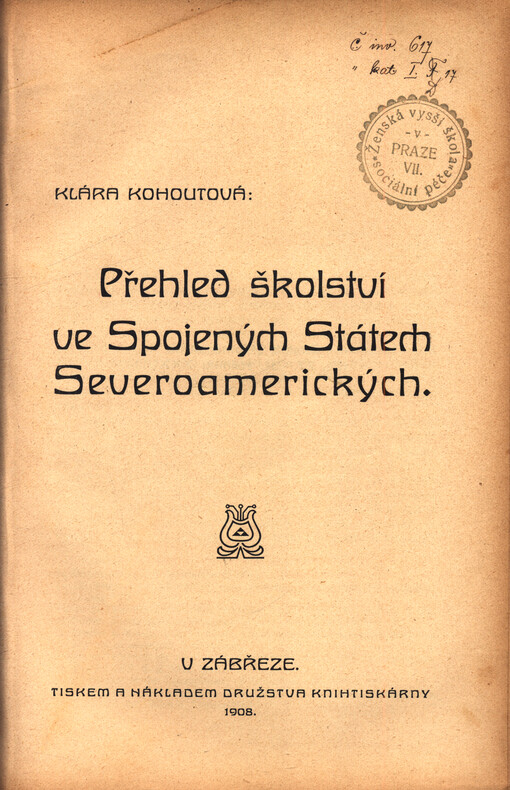 Č inv. 617
" kat I. 17
Ženská vyšší škola
sociální péče
-v-
PRAZE
VII.
KLÁRA KOHOUTOVÁ:
Přehled školství
ve Spojených Státech
Severoamerických.
V ZÁBŘEZE.
TISKEM A NÁKLADEM DRUŽSTVA KNIHTISKÁRNY
1908.